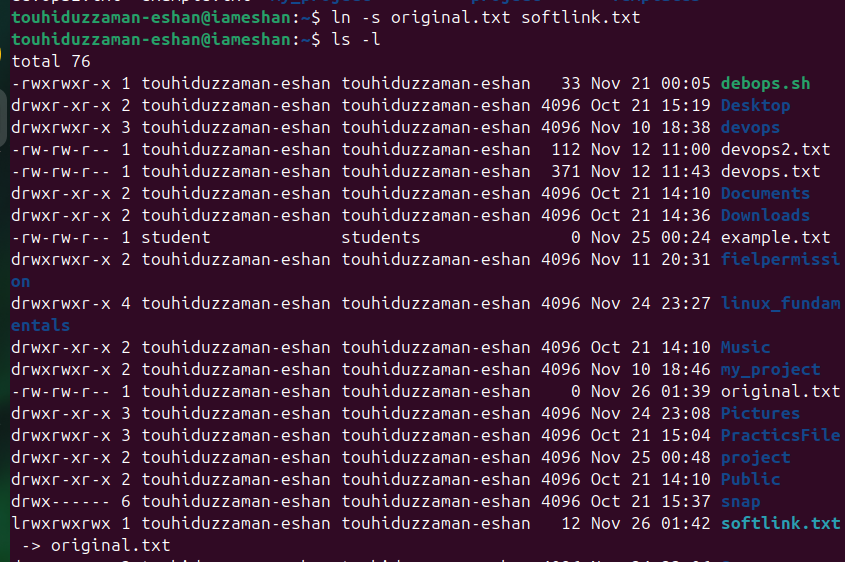 touhiduzzaman-eshan@iameshan:~$ ln -s original.txt softlink.txt
touhiduzzaman-eshan@iameshan:~$ ls -l
total 76
-rwxrwxr-x 1 touhiduzzaman-eshan touhiduzzaman-eshan   33 Nov 21 00:05 debops.sh
drwxr-xr-x 2 touhiduzzaman-eshan touhiduzzaman-eshan 4096 Oct 21 15:19 Desktop
drwxrwxr-x 3 touhiduzzaman-eshan touhiduzzaman-eshan 4096 Nov 10 18:38 devops
-rw-rw-r-- 1 touhiduzzaman-eshan touhiduzzaman-eshan  112 Nov 12 11:00 devops2.txt
-rw-rw-r-- 1 touhiduzzaman-eshan touhiduzzaman-eshan  371 Nov 12 11:43 devops.txt
drwxr-xr-x 2 touhiduzzaman-eshan touhiduzzaman-eshan 4096 Oct 21 14:10 Documents
drwxr-xr-x 2 touhiduzzaman-eshan touhiduzzaman-eshan 4096 Oct 21 14:36 Downloads
-rw-rw-r-- 1 student             students               0 Nov 25 00:24 example.txt
drwxrwxr-x 2 touhiduzzaman-eshan touhiduzzaman-eshan 4096 Nov 11 20:31 fielpermissi
on
drwxrwxr-x 4 touhiduzzaman-eshan touhiduzzaman-eshan 4096 Nov 24 23:27 linux_fundam
entals
drwxr-xr-x 2 touhiduzzaman-eshan touhiduzzaman-eshan 4096 Oct 21 14:10 Music
drwxrwxr-x 2 touhiduzzaman-eshan touhiduzzaman-eshan 4096 Nov 10 18:46 my_project
-rw-rw-r-- 1 touhiduzzaman-eshan touhiduzzaman-eshan    0 Nov 26 01:39 original.txt
drwxr-xr-x 3 touhiduzzaman-eshan touhiduzzaman-eshan 4096 Nov 24 23:08 Pictures
drwxrwxr-x 3 touhiduzzaman-eshan touhiduzzaman-eshan 4096 Oct 21 15:04 PracticsFile
drwxr-xr-x 2 touhiduzzaman-eshan touhiduzzaman-eshan 4096 Nov 25 00:48 project
drwxr-xr-x 2 touhiduzzaman-eshan touhiduzzaman-eshan 4096 Oct 21 14:10 Public
drwx------ 6 touhiduzzaman-eshan touhiduzzaman-eshan 4096 Oct 21 15:37 snap
lrwxrwxrwx 1 touhiduzzaman-eshan touhiduzzaman-eshan   12 Nov 26 01:42 softlink.txt
 -> original.txt